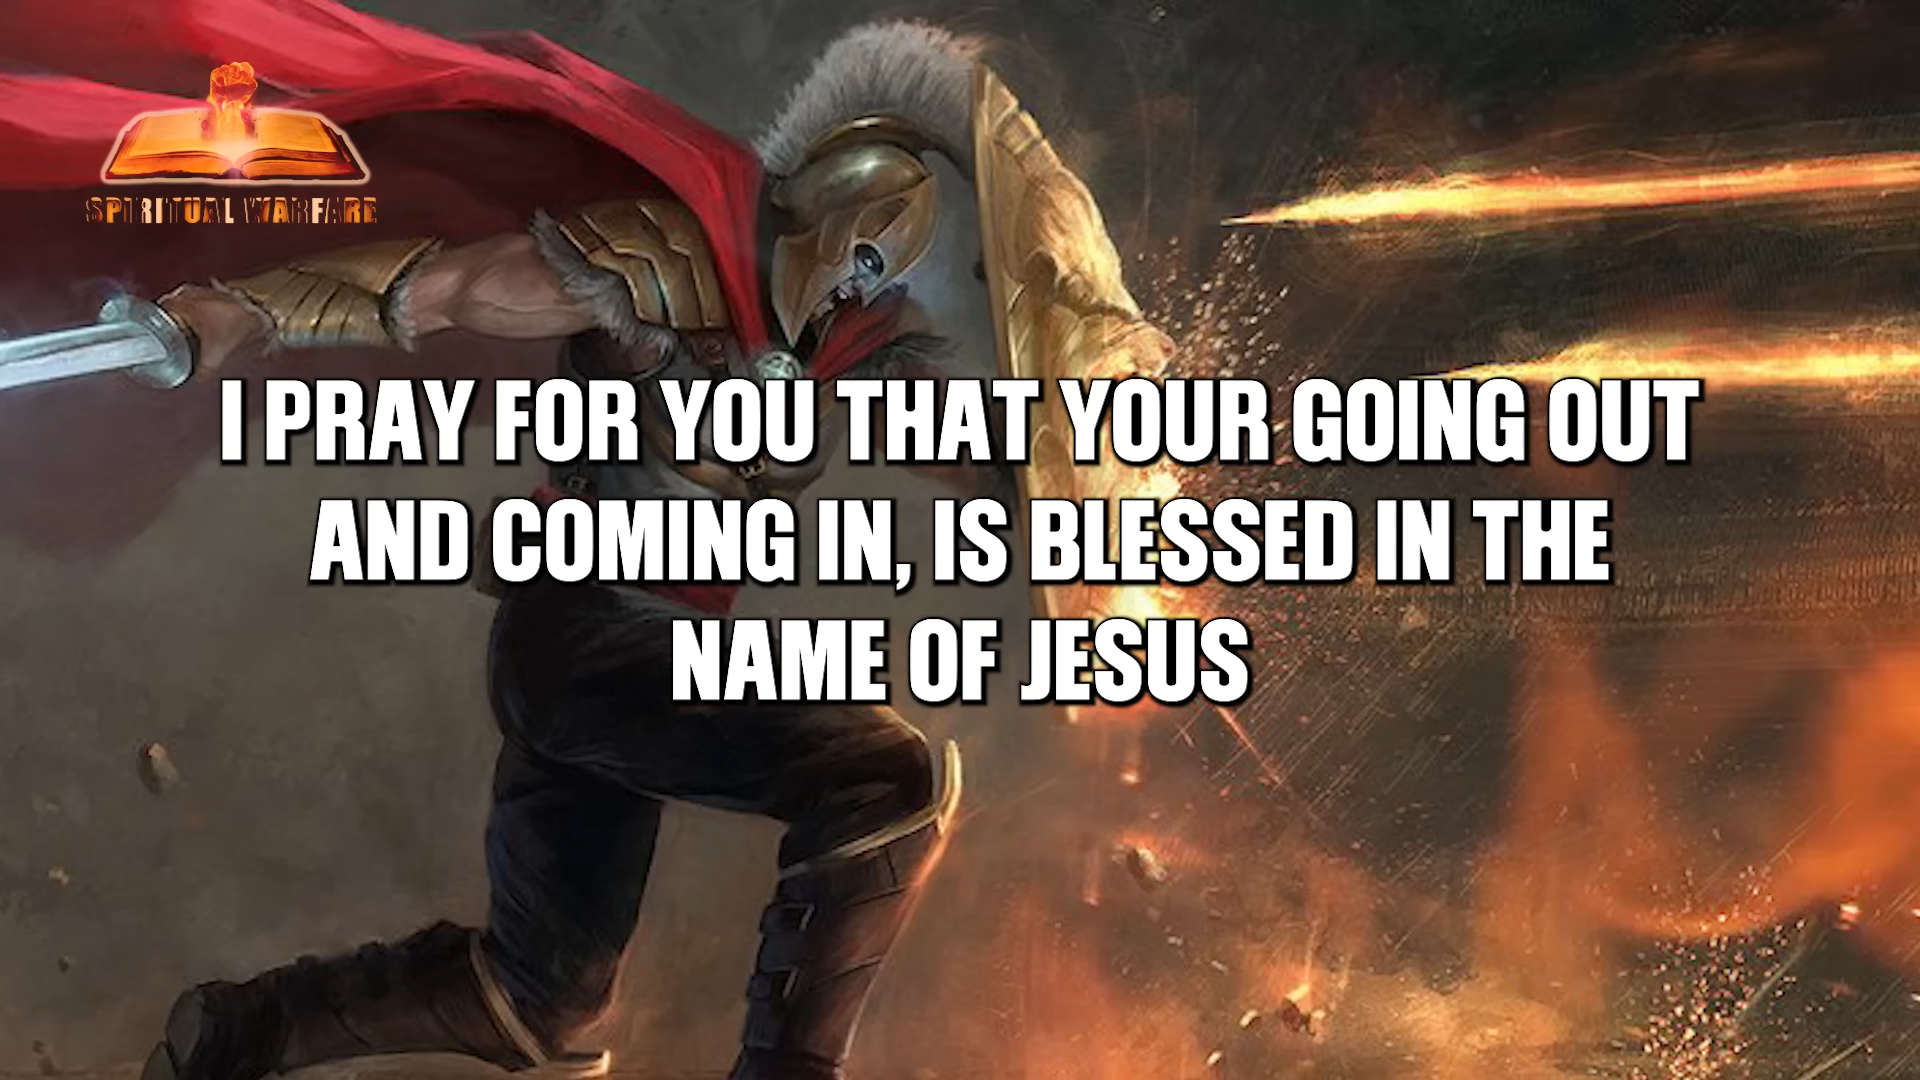 SPIRITUAL WARFARE
I PRAY FOR YOU THAT YOUR GOING OUT
AND COMING IN, IS BLESSED IN THE
NAME OF JESUS